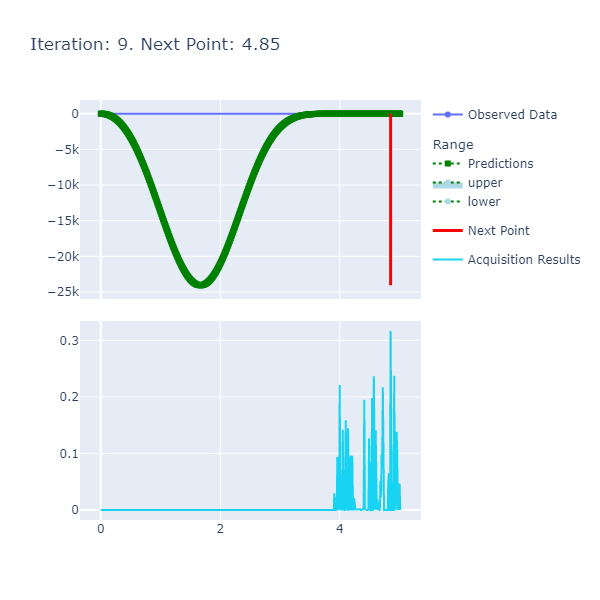 Iteration: 9. Next Point: 4.85
0
−5k
−10k
−15k
−20k
−25k
Observed Data
Range
Predictions
upper
lower
Next Point
Acquisition Results
0.3
0.2
0.1
0
0
2
4